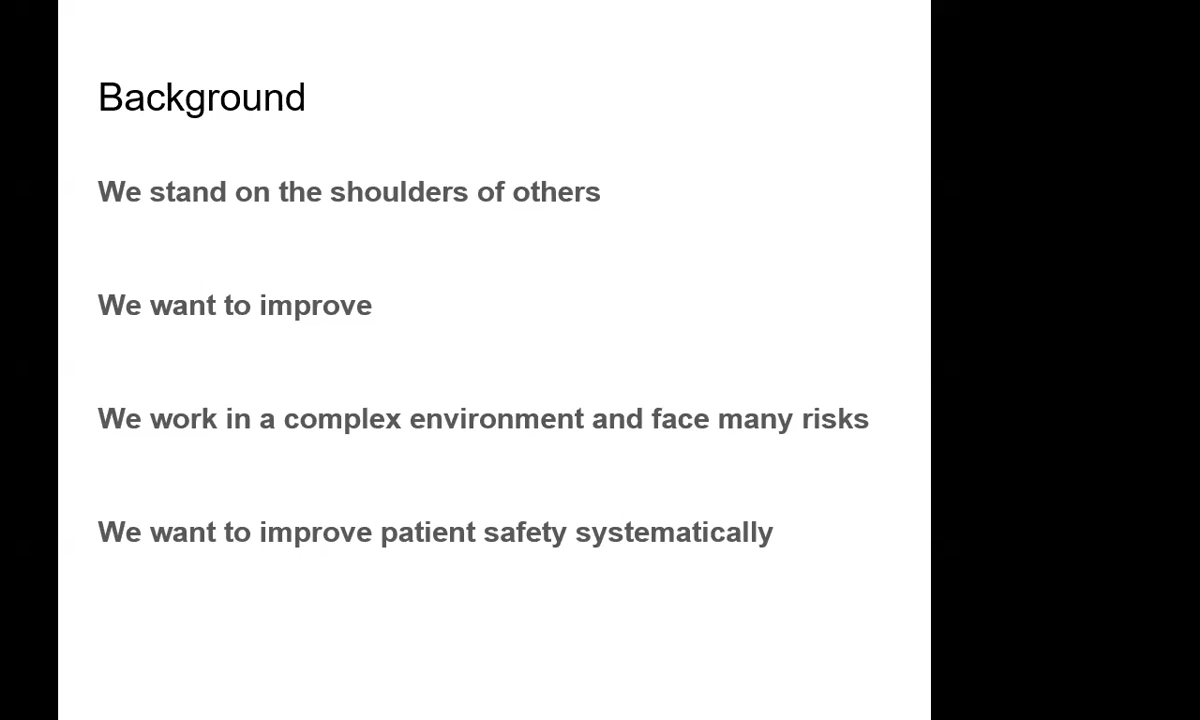 Background
We stand on the shoulders of others
We want to improve
We work in a complex environment and face many risks
We want to improve patient safety systematically